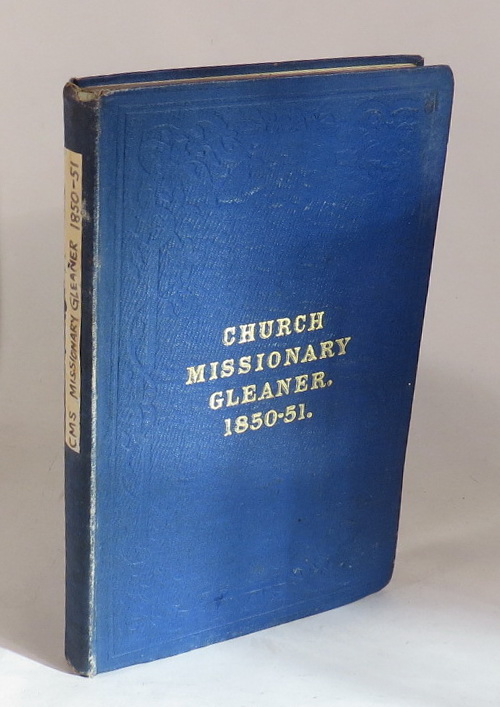 CHURCH
MISSIONARY
GLEANER.
1850-51.
CMS MISSIONARY GLEANER 1850-51